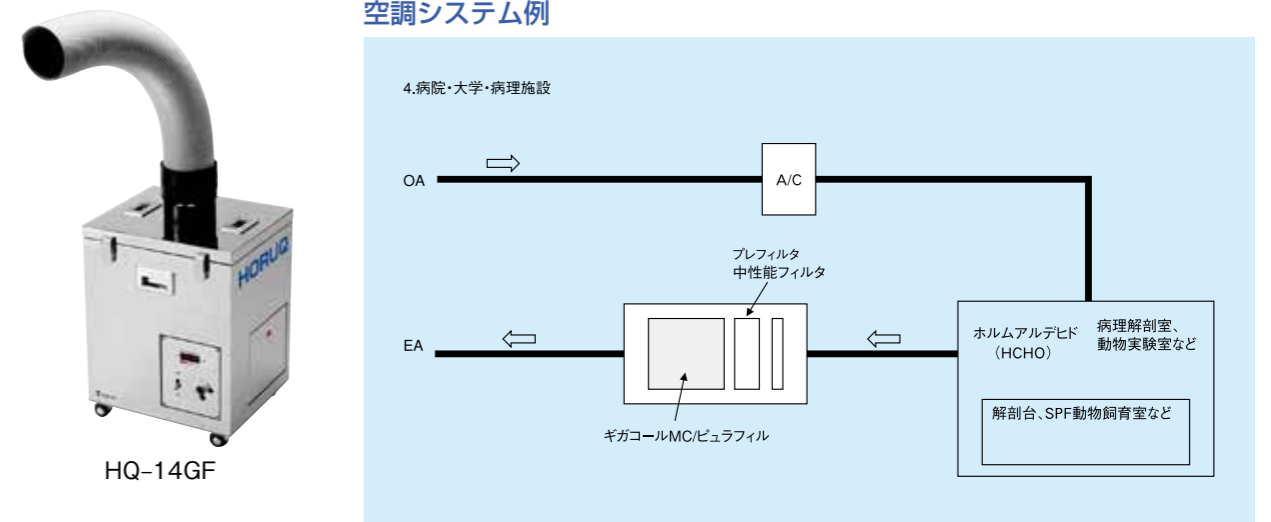 空調システム例
4.病院・大学・病理施設
OA
A/C
プレフィルタ
中性能フィルタ
EA
ホルムアルデヒド
（HCHO）
病理解剖室、
動物実験室など
解剖台、SPF動物飼育室など
ギガコールMC/ピュラフィル
HORUQ
HQ−14GF